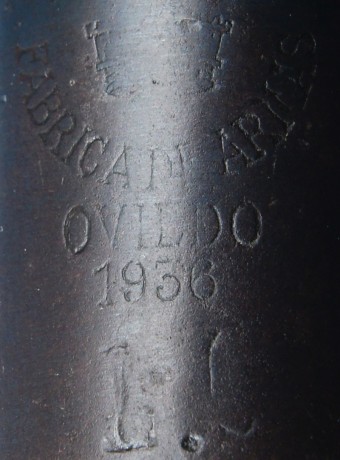 FABRICA DE ARMAS
OVIEDO
1936